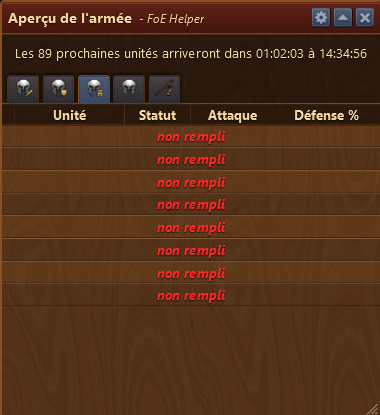 Aperçu de l'armée - FoE Helper
Les 89 prochaines unités arriveront dans 01:02:03 à 14:34:56
Unité Statut Attaque Défense %
non rempli
non rempli
non rempli
non rempli
non rempli
non rempli
non rempli
non rempli